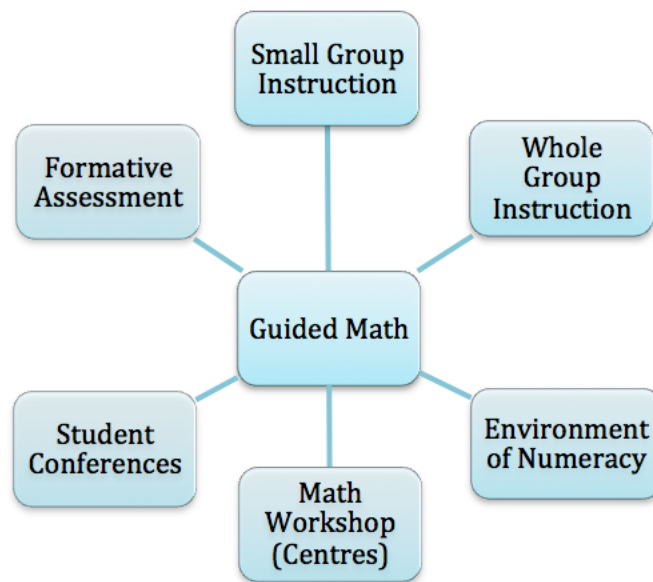 Small Group
Instruction
Formative
Assessment
Whole
Group
Instruction
Guided Math
Student
Conferences
Environment
of Numeracy
Math
Workshop
(Centres)